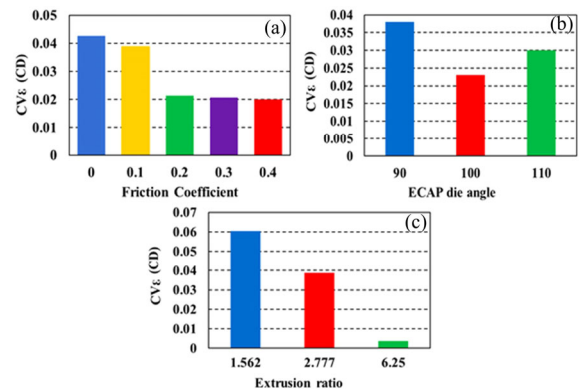 (a)
CVε (CD)
0.05
0.04
0.03
0.02
0.01
0
0 0.1 0.2 0.3 0.4
Friction Coefficient
(b)
CVε (CD)
0.04
0.035
0.03
0.025
0.02
0.015
0.01
0.005
0
90 100 110
ECAP die angle
(c)
CVε (CD)
0.07
0.06
0.05
0.04
0.03
0.02
0.01
0
1.562 2.777 6.25
Extrusion ratio